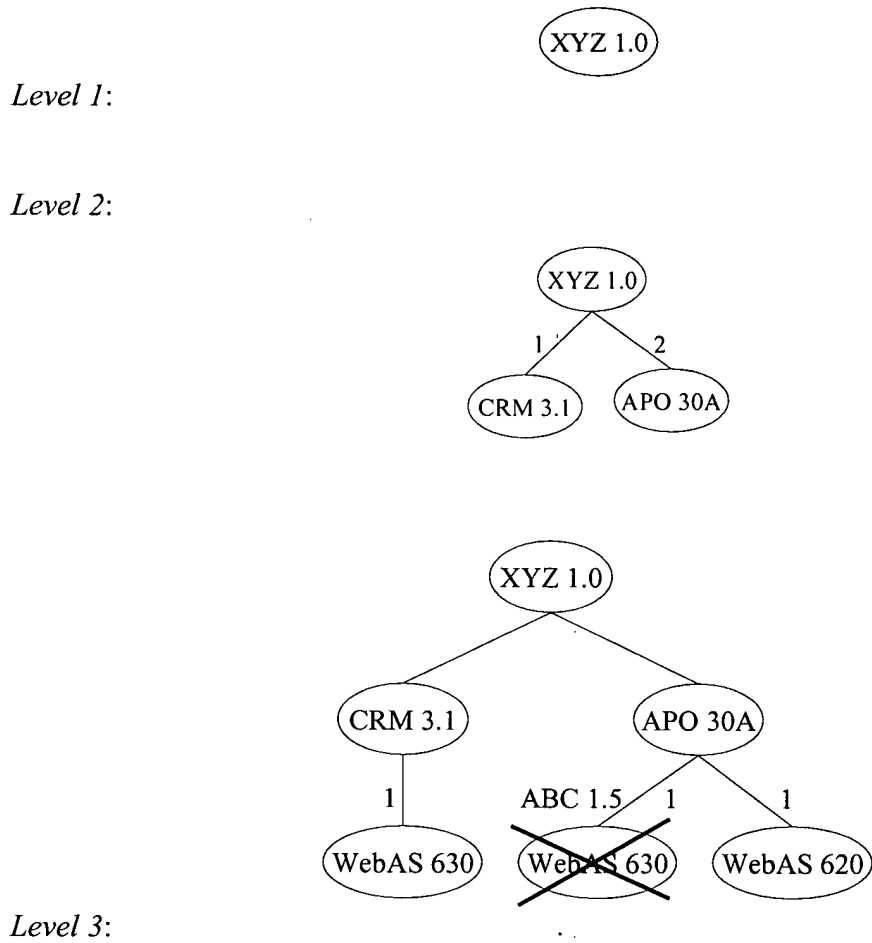 XYZ 1.0
Level 1:
Level 2:
XYZ 1.0
1 2
CRM 3.1 APO 30A
XYZ 1.0
CRM 3.1 APO 30A
1 ABC 1.5 1 1
WebAS 630 WebAS 630 WebAS 620
Level 3: